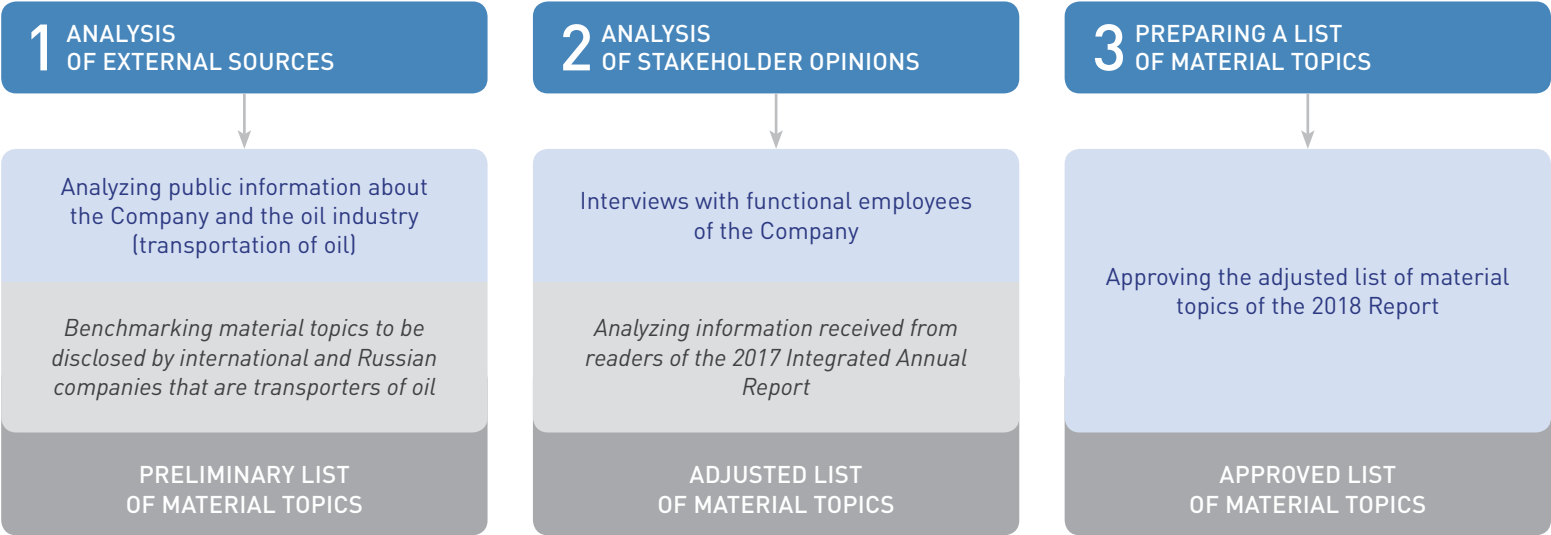 1 ANALYSIS
OF EXTERNAL SOURCES
Analyzing public information about
the Company and the oil industry
(transportation of oil)
Benchmarking material topics to be
disclosed by international and Russian
companies that are transporters of oil
PRELIMINARY LIST
OF MATERIAL TOPICS
2 ANALYSIS
OF STAKEHOLDER OPINIONS
Interviews with functional employees
of the Company
Analyzing information received from
readers of the 2017 Integrated Annual
Report
ADJUSTED LIST
OF MATERIAL TOPICS
3 PREPARING A LIST
OF MATERIAL TOPICS
Approving the adjusted list of material
topics of the 2018 Report
APPROVED LIST
OF MATERIAL TOPICS